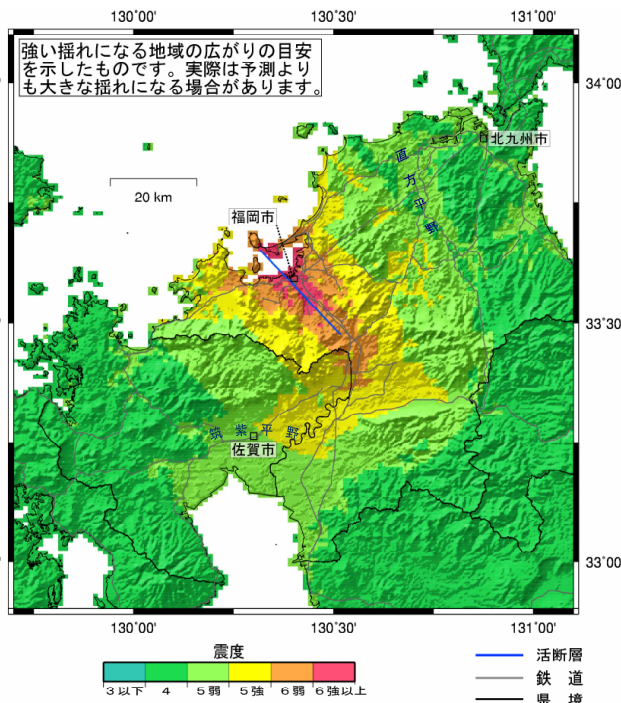 130˚00'
130˚30'
131˚00'
強い揺れになる地域の広がりの目安
を示したものです。実際は予測より
も大きな揺れになる場合があります。
34˚00'
北九州市
直方平野
20 km
福岡市
33˚30'
筑紫平野
佐賀市
33˚00'
130˚00'
130˚30'
131˚00'
震度
3以下 4 5弱 5強 6弱 6強以上
活断層
鉄 道
県 境